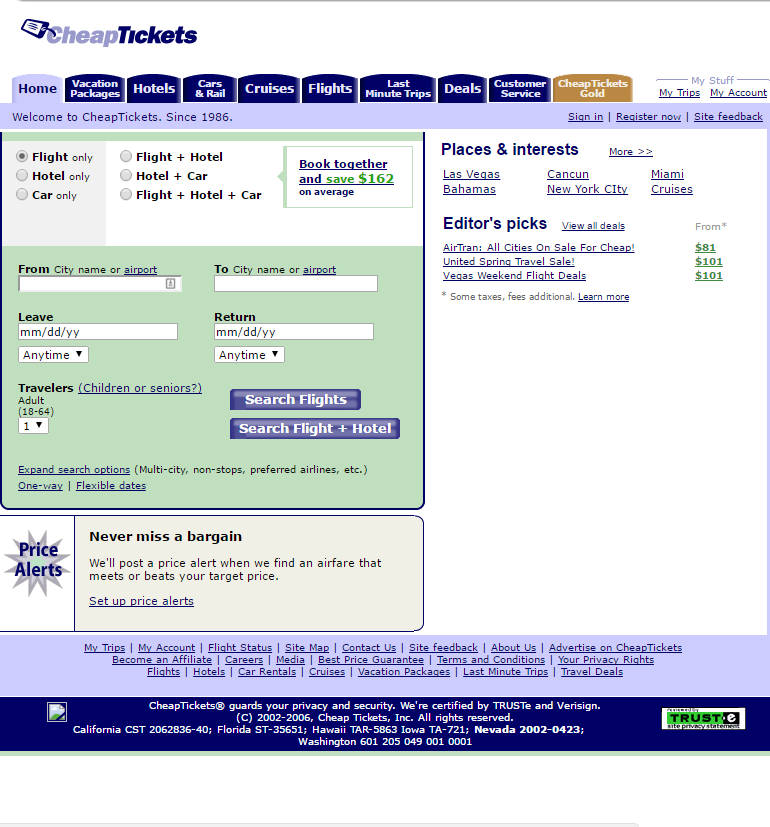 CheapTickets
Home
Vacation Packages
Hotels
Cars & Rail
Cruises
Flights
Last Minute Trips
Deals
Customer Service
CheapTickets Gold
My Stuff
My Trips My Account
Welcome to CheapTickets. Since 1986.
Sign in | Register now | Site feedback
Flight only
Hotel only
Car only
Flight + Hotel
Hotel + Car
Flight + Hotel + Car
Book together
and save $162
on average
From City name or airport
To City name or airport
Leave
mm/dd/yy
Anytime
Return
mm/dd/yy
Anytime
Travelers (Children or seniors?)
Adult
(18-64)
1
Search Flights
Search Flight + Hotel
Expand search options (Multi-city, non-stops, preferred airlines, etc.)
One-way | Flexible dates
Places & interests More >>
Las Vegas Cancun Miami
Bahamas New York CIty Cruises
Editor's picks View all deals From*
AirTran: All Cities On Sale For Cheap! $81
United Spring Travel Sale! $101
Vegas Weekend Flight Deals $101
* Some taxes, fees additional. Learn more
Price
Alerts
Never miss a bargain
We'll post a price alert when we find an airfare that
meets or beats your target price.
Set up price alerts
My Trips | My Account | Flight Status | Site Map | Contact Us | Site feedback | About Us | Advertise on CheapTickets
Become an Affiliate | Careers | Media | Best Price Guarantee | Terms and Conditions | Your Privacy Rights
Flights | Hotels | Car Rentals | Cruises | Vacation Packages | Last Minute Trips | Travel Deals
CheapTickets® guards your privacy and security. We're certified by TRUSTe and Verisign.
(C) 2002-2006, Cheap Tickets, Inc. All rights reserved.
California CST 2062836-40; Florida ST-35651; Hawaii TAR-5863 Iowa TA-721; Nevada 2002-0423;
Washington 601 205 049 001 0001
reviewed by
TRUSTe
site privacy statement